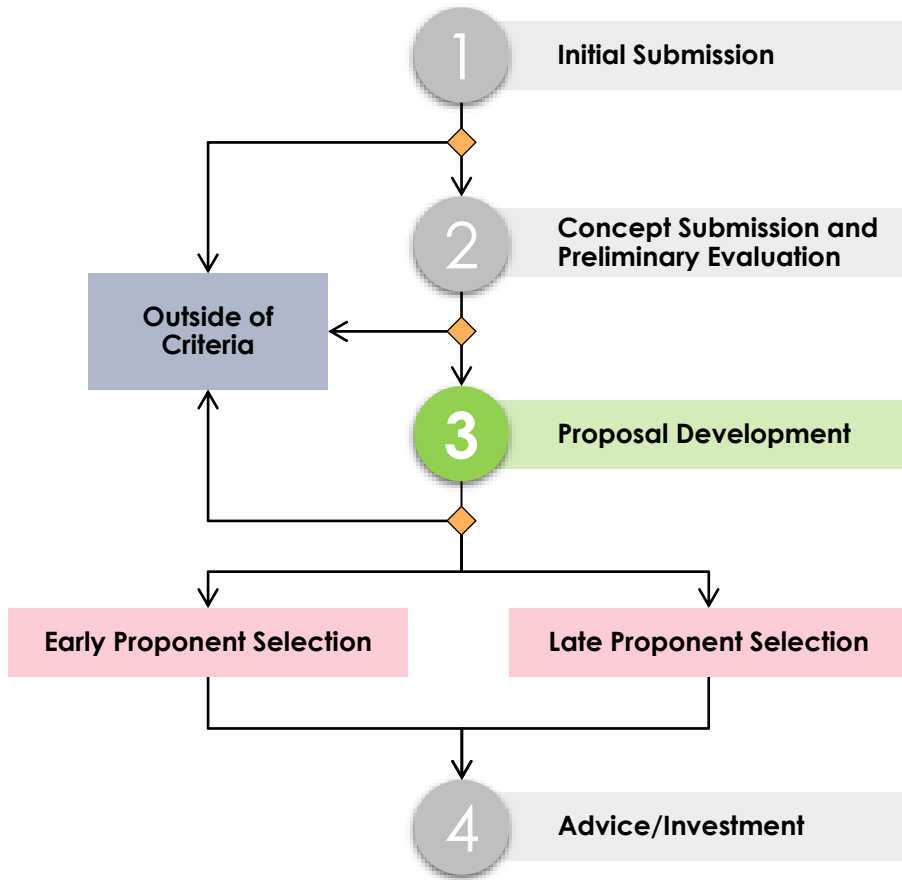 1
Initial Submission
2
Concept Submission and
Preliminary Evaluation
Outside of
Criteria
3
Proposal Development
Early Proponent Selection
Late Proponent Selection
4
Advice/Investment